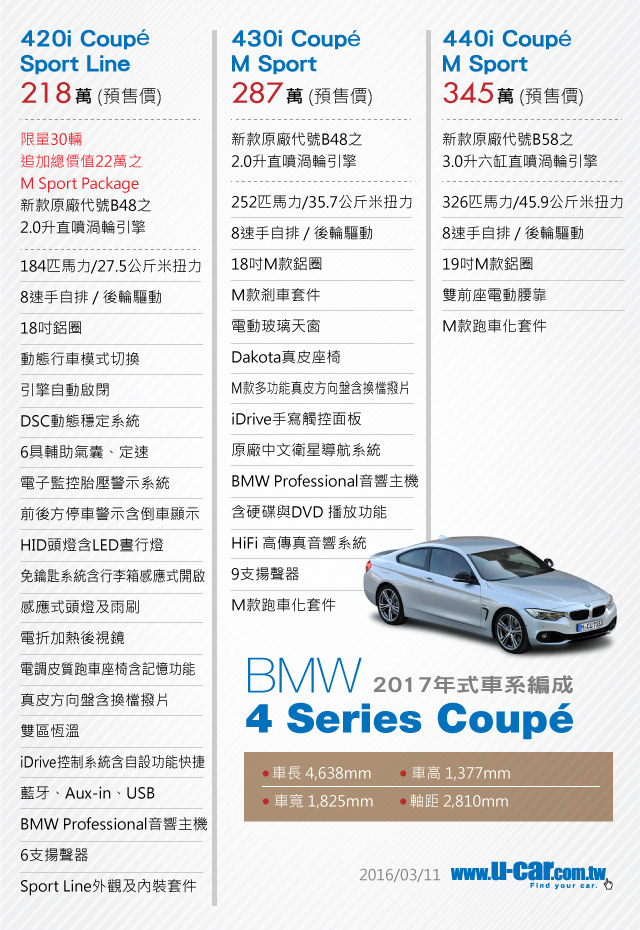 420i Coupé
Sport Line
218萬 (預售價)
限量30輛
追加總價值22萬之
M Sport Package
新款原廠代號B48之
2.0升直噴渦輪引擎
184匹馬力/27.5公斤米扭力
8速手自排 / 後輪驅動
18吋鋁圈
動態行車模式切換
引擎自動啟閉
DSC動態穩定系統
6具輔助氣囊、定速
電子監控胎壓警示系統
前後方停車警示含倒車顯示
HID頭燈含LED晝行燈
免鑰匙系統含行李箱感應式開啟
感應式頭燈及雨刷
電折加熱後視鏡
電調皮質跑車座椅含記憶功能
真皮方向盤含換檔撥片
雙區恆溫
iDrive控制系統含自設功能快捷
藍牙、Aux-in、USB
BMW Professional音響主機
6支揚聲器
Sport Line外觀及內裝套件
430i Coupé
M Sport
287萬 (預售價)
新款原廠代號B48之
2.0升直噴渦輪引擎
252匹馬力/35.7公斤米扭力
8速手自排 / 後輪驅動
18吋M款鋁圈
M款剎車套件
電動玻璃天窗
Dakota真皮座椅
M款多功能真皮方向盤含換檔撥片
iDrive手寫觸控面板
原廠中文衛星導航系統
BMW Professional音響主機
含硬碟與DVD 播放功能
HiFi 高傳真音響系統
9支揚聲器
M款跑車化套件
440i Coupé
M Sport
345萬 (預售價)
新款原廠代號B58之
3.0升六缸直噴渦輪引擎
326匹馬力/45.9公斤米扭力
8速手自排 / 後輪驅動
19吋M款鋁圈
雙前座電動腰靠
M款跑車化套件
BMW 2017年式車系編成
4 Series Coupé
•車長 4,638mm •車高 1,377mm
•車寬 1,825mm •軸距 2,810mm
2016/03/11 www.u-car.com.tw
Find your car.